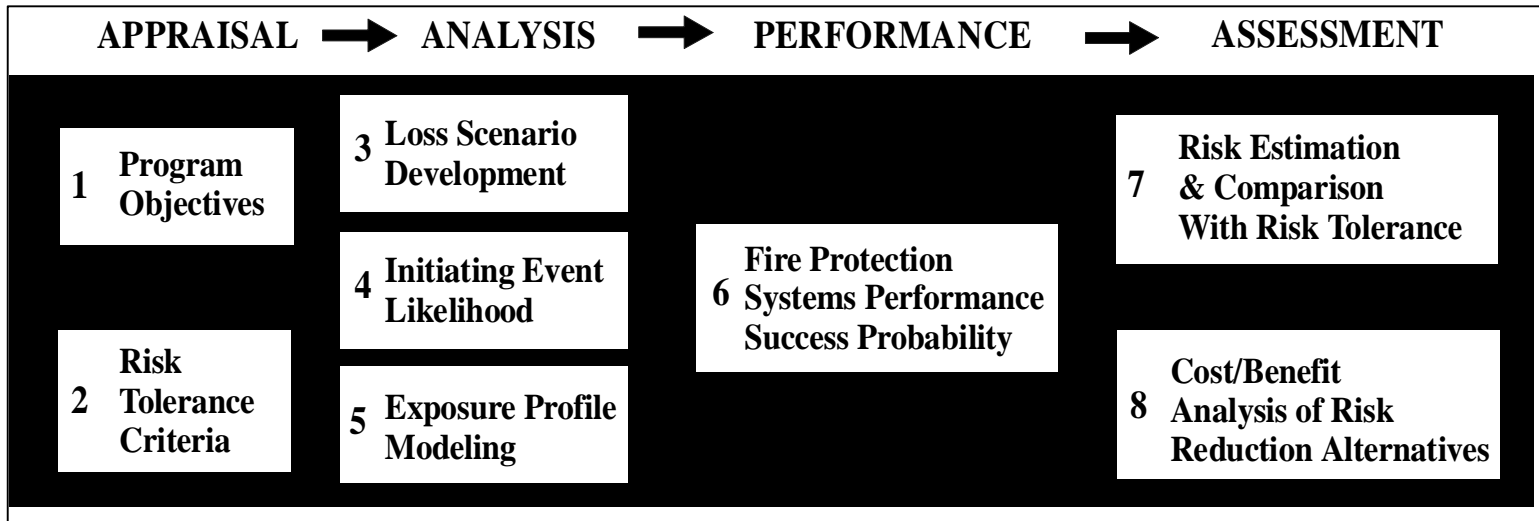 APPRAISAL ANALYSIS PERFORMANCE ASSESSMENT
1 Program
Objectives
2 Risk
Tolerance
Criteria
3 Loss Scenario
Development
4 Initiating Event
Likelihood
5 Exposure Profile
Modeling
6 Fire Protection
Systems Performance
Success Probability
7 Risk Estimation
& Comparison
With Risk Tolerance
8 Cost/Benefit
Analysis of Risk
Reduction Alternatives